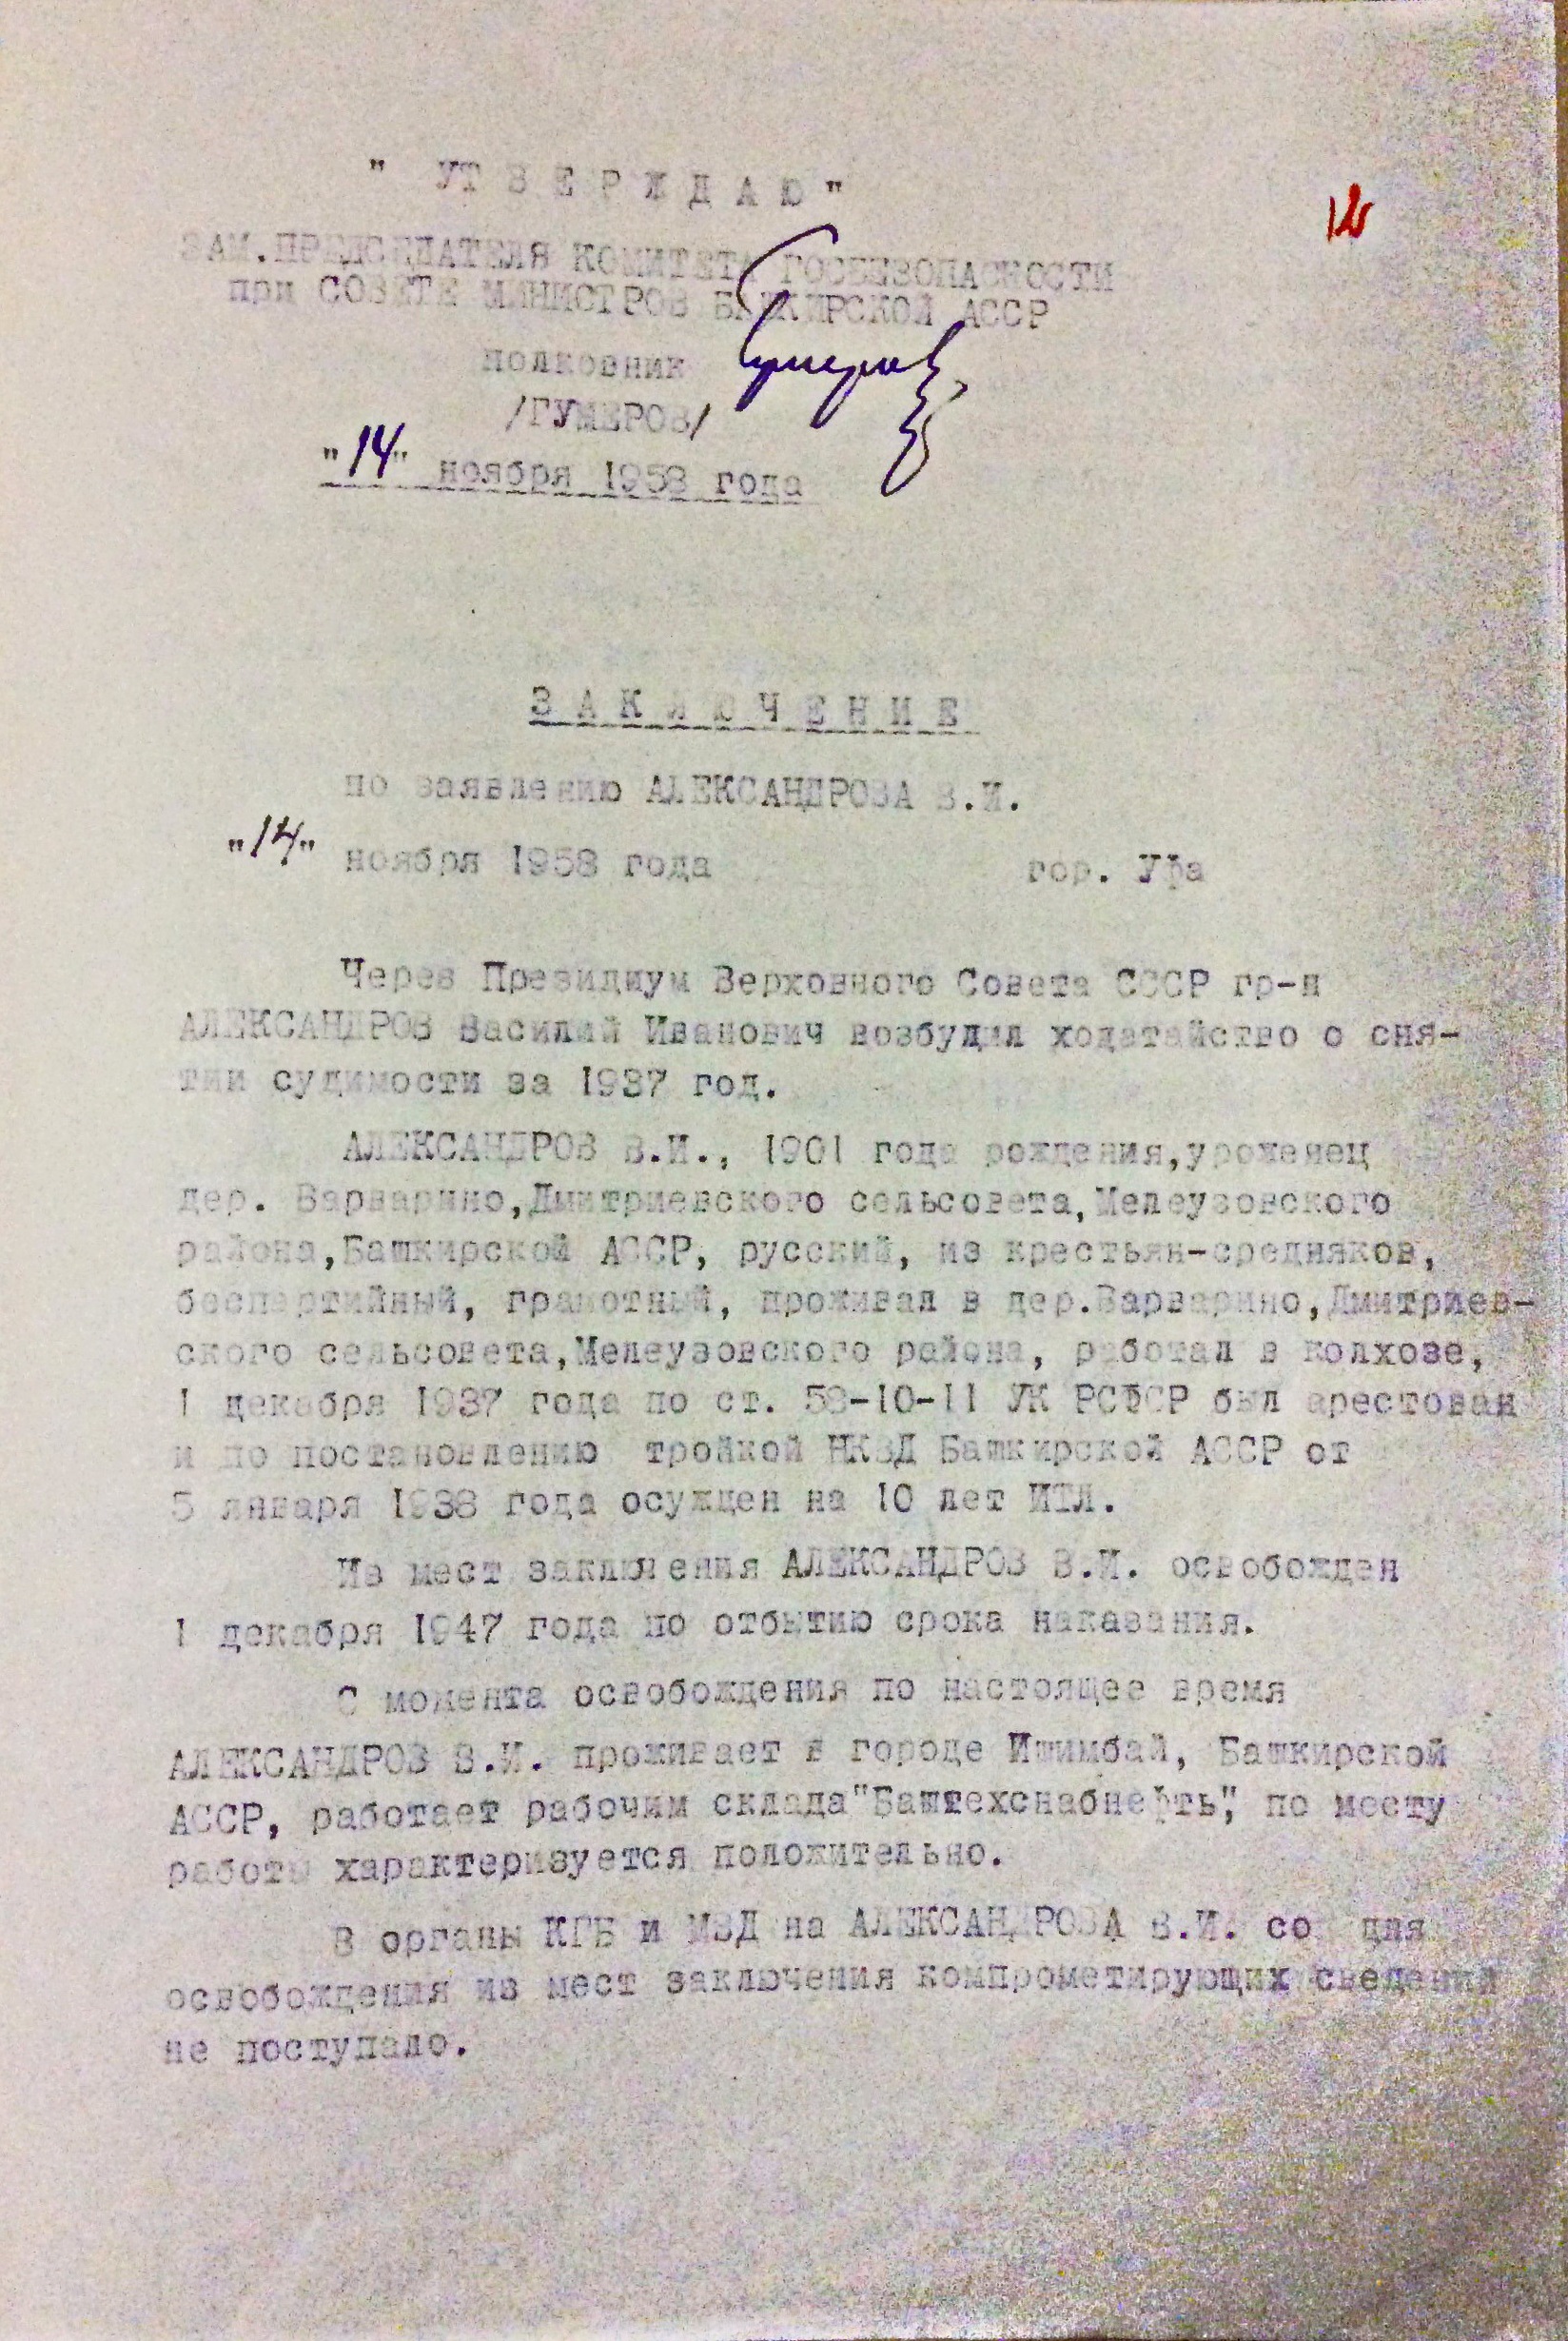 " УТ В Е Р Ж Д А Ю "
ЗАМ.ПРЕДСЕДАТЕЛЯ КОМИТЕТА ГОСБЕЗОПАСНОСТИ
при СОВЕТЕ МИНИСТРОВ БАШКИРСКОЙ АССР
полковник
/ГУМЕРОВ/
"14" ноября 1958 года
З А К Л Ю Ч Е Н И Е
по заявлению АЛЕКСАНДРОВА В.И.
"14" ноября 1958 года гор. Уфа
Через Президиум Верховного Совета СССР гр-н
АЛЕКСАНДРОВ Василий Иванович возбудил ходатайство о сня-
тии судимости за 1937 год.
АЛЕКСАНДРОВ В.И., 1901 года рождения,уроженец
дер. Варварино,Дмитриевского сельсовета,Мелеузовского
района,Башкирской АССР, русский, из крестьян-средняков,
беспартийный, грамотный, проживал в дер.Варварино,Дмитриев-
ского сельсовета,Мелеузовского района, работал в колхозе,
1 декабря 1937 года по ст. 58-10-11 УК РСФСР был арестован
и по постановлению тройкой НКВД Башкирской АССР от
5 января 1938 года осужден на 10 лет ИТЛ.
Из мест заключения АЛЕКСАНДРОВ В.И. освобожден
1 декабря 1947 года по отбытию срока наказания.
С момента освобождения по настоящее время
АЛЕКСАНДРОВ В.И. проживает в городе Ишимбай, Башкирской
АССР, работает рабочим склада"Баштехснабнефть", по месту
работы характеризуется положительно.
В органы КГБ и МВД на АЛЕКСАНДРОВА В.И. со дня
освобождения из мест заключения компрометирующих сведений
не поступало.